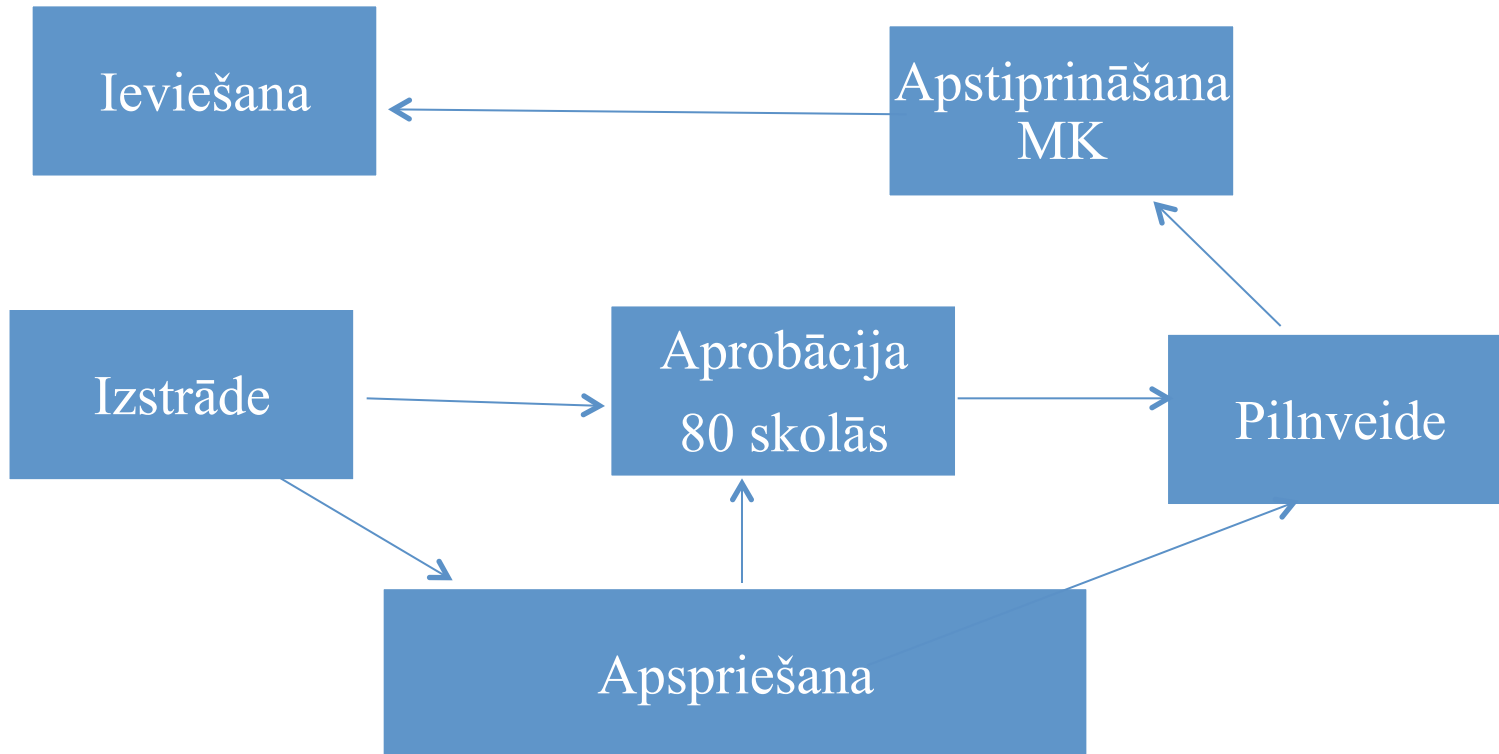 Ieviešana
Apstiprināšana
MK
Izstrāde
Aprobācija
80 skolās
Pilnveide
Apspriešana